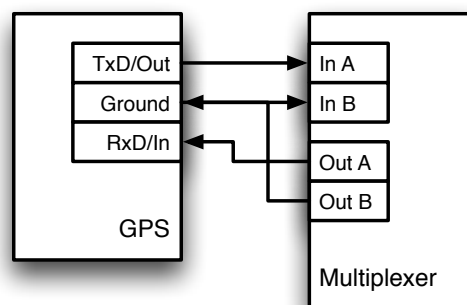 TxD/Out
Ground
RxD/In
GPS
In A
In B
Out A
Out B
Multiplexer